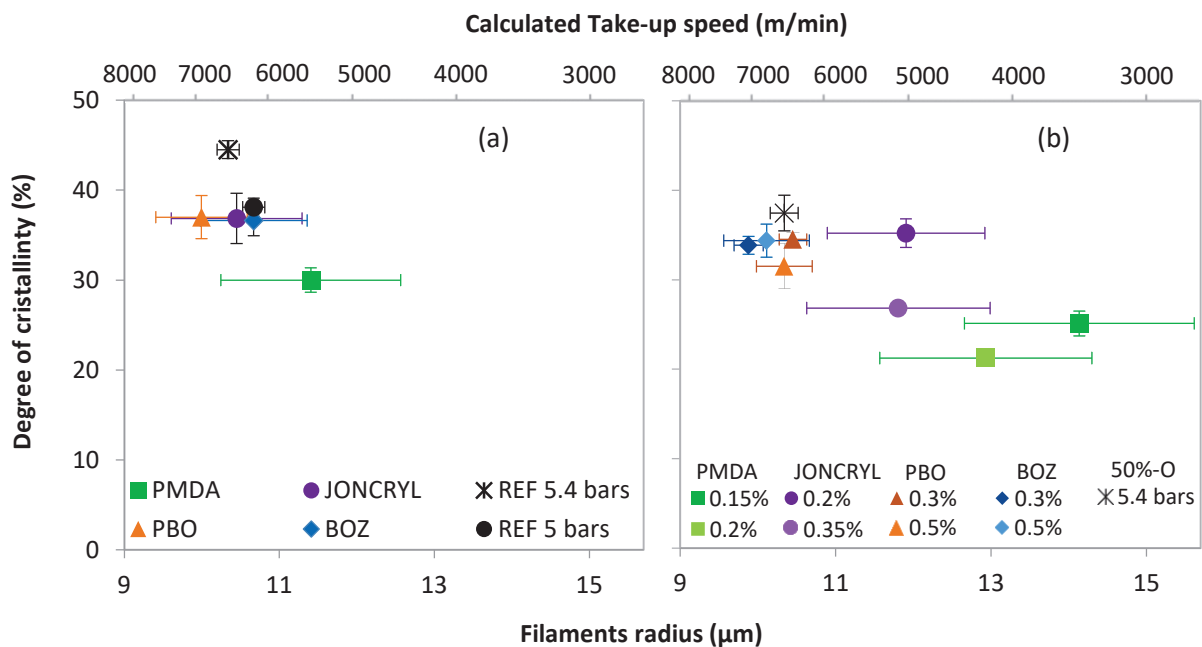 Calculated Take-up speed (m/min)
8000 7000 6000 5000 4000 3000 8000 7000 6000 5000 4000 3000
Degree of cristallinty (%)
50
40
30
20
10
0
(a)
PMDA JONCRYL REF 5.4 bars
PBO BOZ REF 5 bars
9 11 13 15
(b)
PMDA JONCRYL PBO BOZ 50%-O
0.15% 0.2% 0.3% 0.3% 5.4 bars
0.2% 0.35% 0.5% 0.5%
9 11 13 15
Filaments radius (μm)